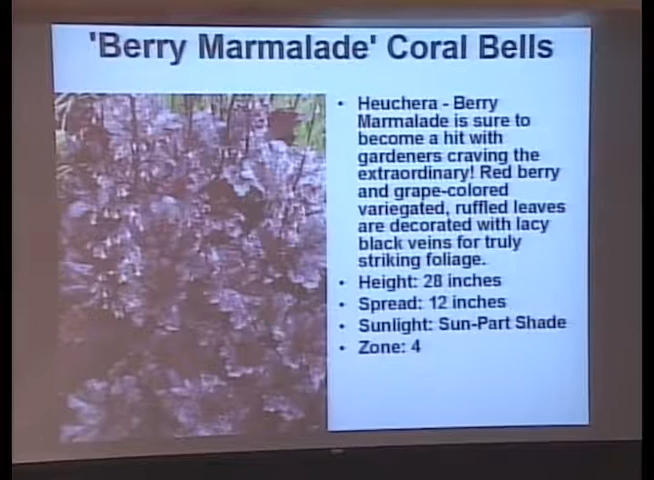 'Berry Marmalade' Coral Bells
• Heuchera - Berry
Marmalade is sure to
become a hit with
gardeners craving the
extraordinary! Red berry
and grape-colored
variegated, ruffled leaves
are decorated with lacy
black veins for truly
striking foliage.
• Height: 28 inches
• Spread: 12 inches
• Sunlight: Sun-Part Shade
• Zone: 4